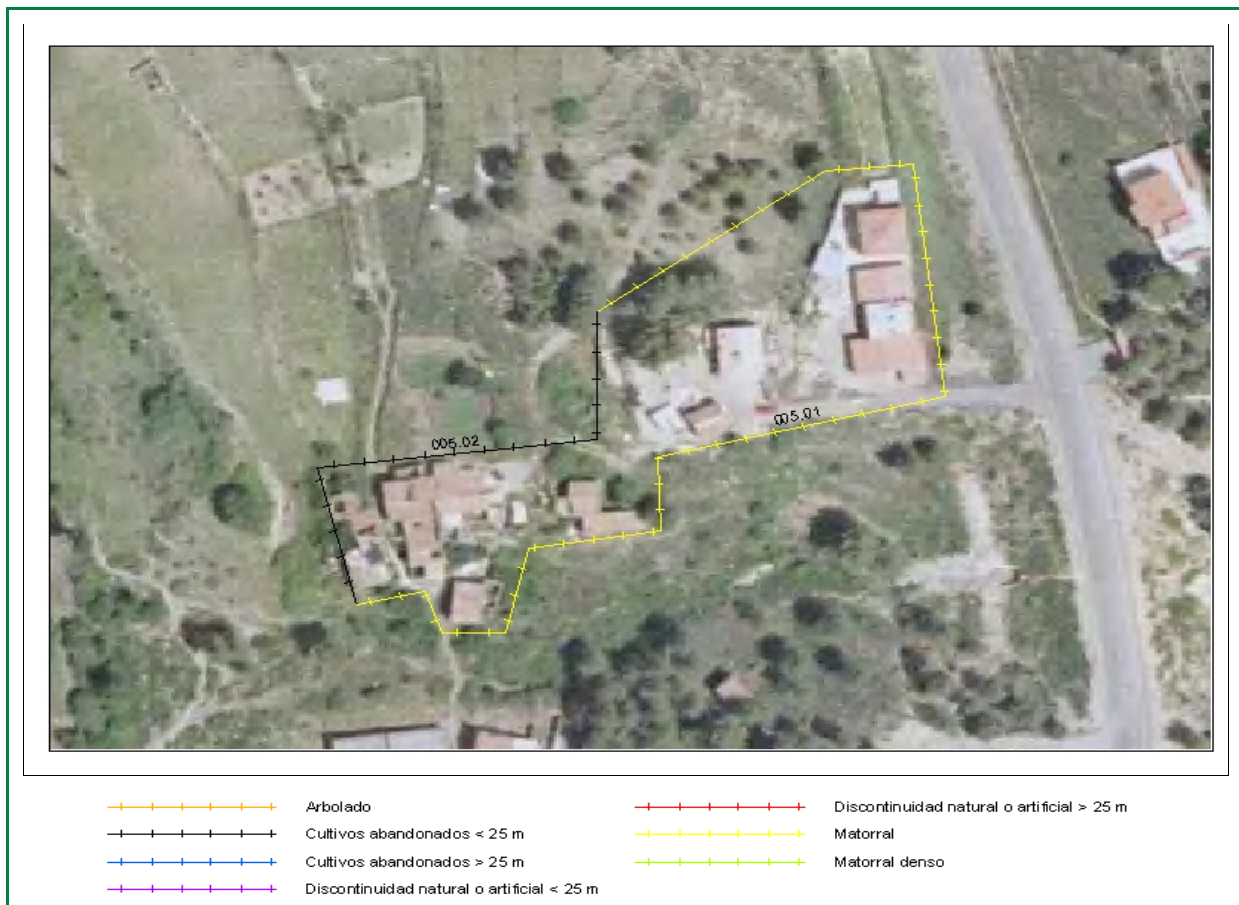 005.01
005.02
Arbolado
Discontinuidad natural o artificial > 25 m
Cultivos abandonados < 25 m
Matorral
Cultivos abandonados > 25 m
Matorral denso
Discontinuidad natural o artificial < 25 m